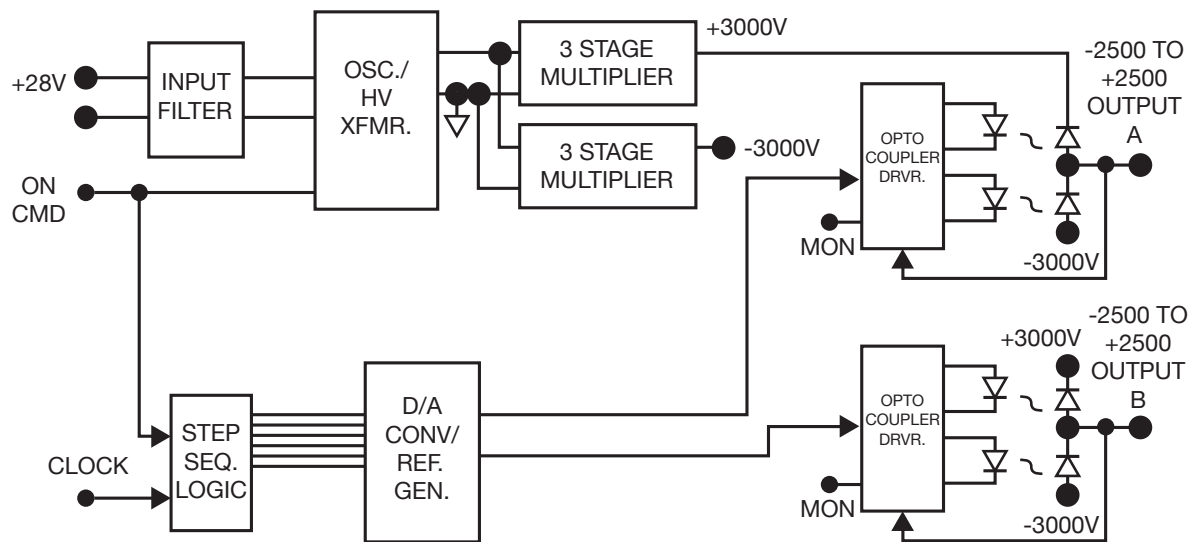 +28V
INPUT
FILTER
OSC./
HV
XFMR.
3 STAGE
MULTIPLIER
+3000V
3 STAGE
MULTIPLIER
-3000V
ON
CMD
OPTO
COUPLER
DRVR.
MON
-2500 TO
+2500
OUTPUT
A
-3000V
CLOCK
STEP
SEQ.
LOGIC
D/A
CONV/
REF.
GEN.
OPTO
COUPLER
DRVR.
MON
+3000V
-2500 TO
+2500
OUTPUT
B
-3000V